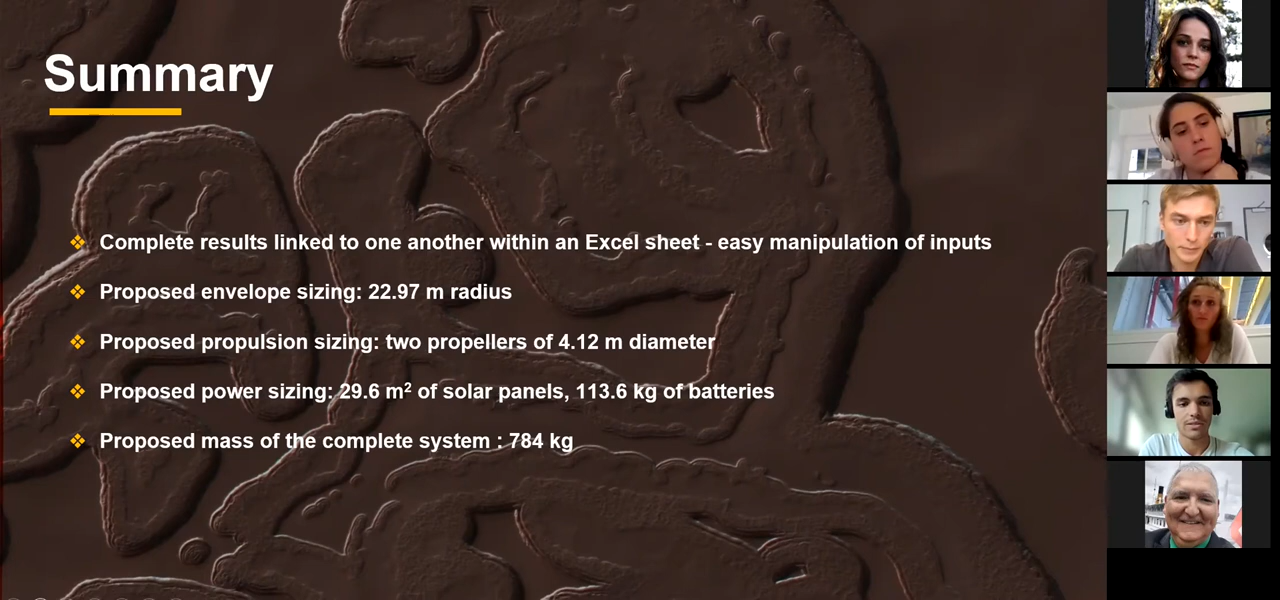 Summary
❖ Complete results linked to one another within an Excel sheet - easy manipulation of inputs
❖ Proposed envelope sizing: 22.97 m radius
❖ Proposed propulsion sizing: two propellers of 4.12 m diameter
❖ Proposed power sizing: 29.6 m² of solar panels, 113.6 kg of batteries
❖ Proposed mass of the complete system : 784 kg